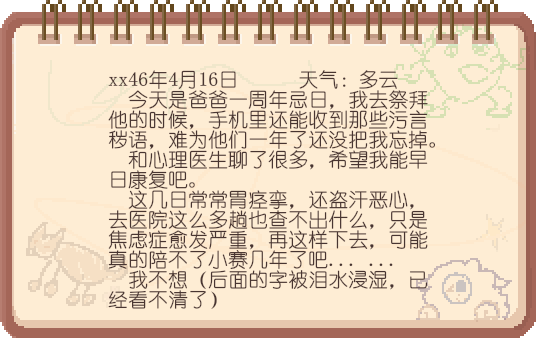 xx46年4月16日　　天气：多云
今天是爸爸一周年忌日，我去祭拜
他的时候，手机里还能收到那些污言
秽语，难为他们一年了还没把我忘掉。
和心理医生聊了很多，希望我能早
日康复吧。
这几日常常胃痉挛，还盗汗恶心，
去医院这么多趟也查不出什么，只是
焦虑症愈发严重，再这样下去，可能
真的陪不了小赛几年了吧... ...
我不想（后面的字被泪水浸湿，已
经看不清了）